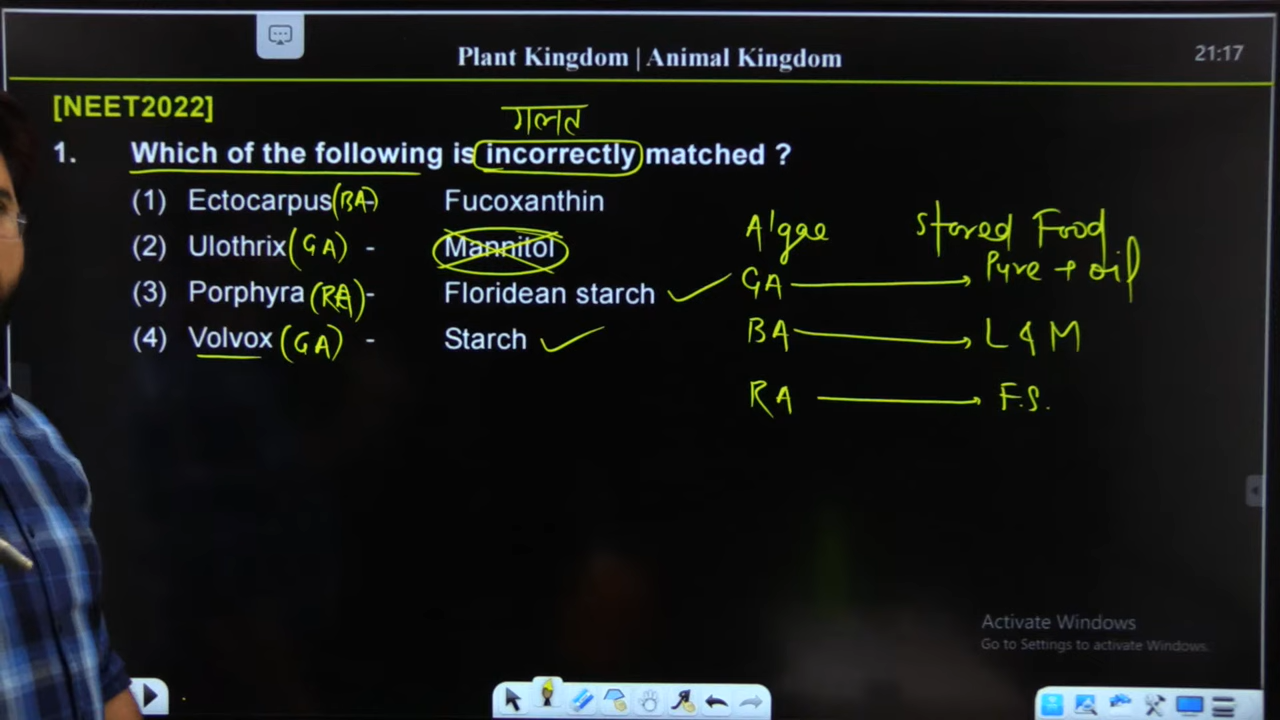 Plant Kingdom | Animal Kingdom
21:17
[NEET2022]
गलत
1. Which of the following is incorrectly matched ?
(1) Ectocarpus (BA) - Fucoxanthin
(2) Ulothrix (GA) - Mannitol
(3) Porphyra (RA) - Floridean starch
(4) Volvox (GA) - Starch
Algae Stored Food
GA Pyre + oil
BA L & M
RA F.S.
Activate Windows
Go to Settings to activate Windows.